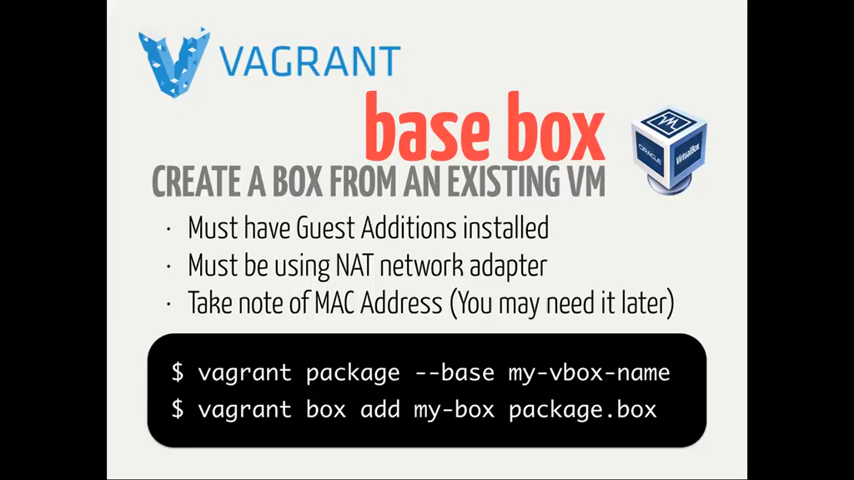 VAGRANT
base box
CREATE A BOX FROM AN EXISTING VM
ORACLE
VirtualBox
· Must have Guest Additions installed
· Must be using NAT network adapter
· Take note of MAC Address (You may need it later)
$ vagrant package --base my-vbox-name
$ vagrant box add my-box package.box